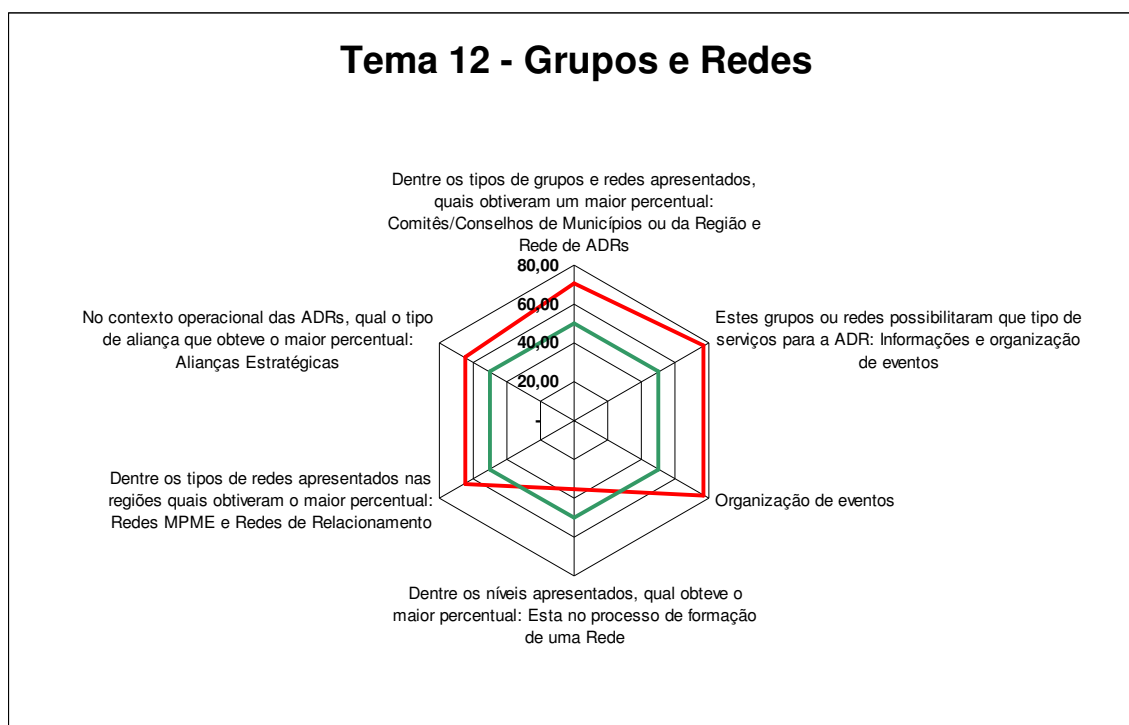 Tema 12 - Grupos e Redes
Dentre os tipos de grupos e redes apresentados,
quais obtiveram um maior percentual:
Comitês/Conselhos de Municípios ou da Região e
Rede de ADRs
80,00
60,00
40,00
20,00
-
Estes grupos ou redes possibilitaram que tipo de
serviços para a ADR: Informações e organização
de eventos
Organização de eventos
Dentre os níveis apresentados, qual obteve o
maior percentual: Esta no processo de formação
de uma Rede
Dentre os tipos de redes apresentados nas
regiões quais obtiveram o maior percentual:
Redes MPME e Redes de Relacionamento
No contexto operacional das ADRs, qual o tipo
de aliança que obteve o maior percentual:
Alianças Estratégicas